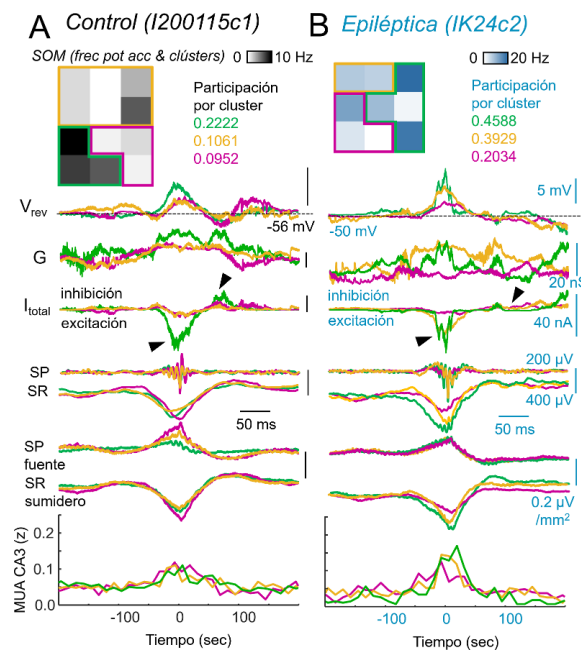 A Control (I200115c1)
SOM (frec pot acc & clústers) 0 10 Hz
Participación
por cluster
0.2222
0.1061
0.0952
V rev
-56 mV
G
I total
inhibición
excitación
SP
SR
50 ms
SP
fuente
SR
sumidero
MUA CA3 (z)
0.2
0.1
0.0
-100 0 100
Tiempo (sec)
B Epiléptica (IK24c2)
0 20 Hz
Participación
por clúster
0.4588
0.3929
0.2034
5 mV
-50 mV
20 nS
inhibición
excitación
40 nA
200 µV
400 µV
50 ms
0.2 µV
/mm²
-100 0 100
Tiempo (sec)